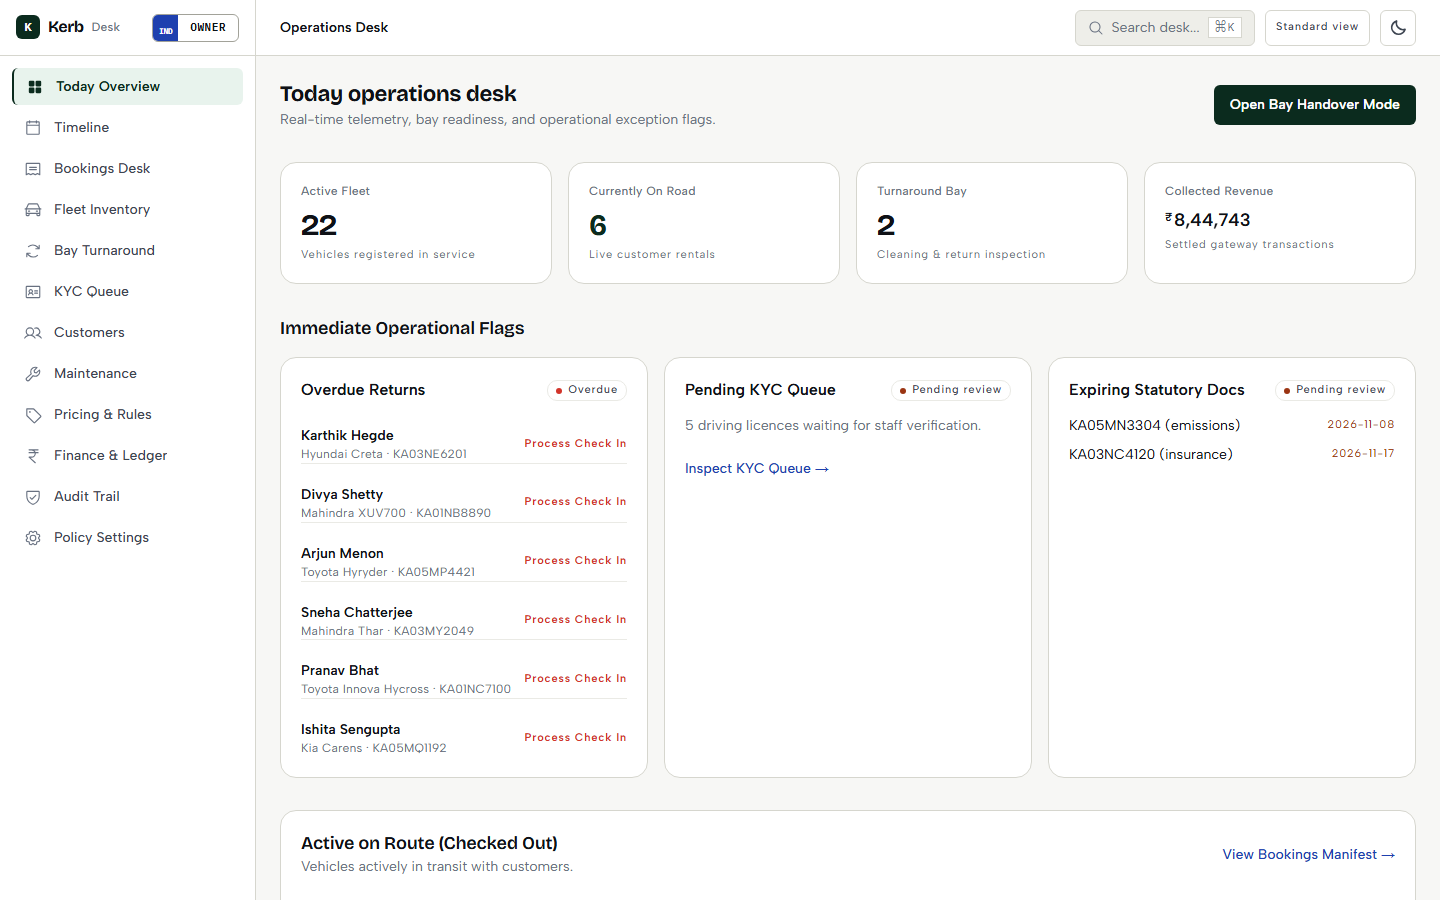 K Kerb Desk IND OWNER
Today Overview
Timeline
Bookings Desk
Fleet Inventory
Bay Turnaround
KYC Queue
Customers
Maintenance
Pricing & Rules
Finance & Ledger
Audit Trail
Policy Settings
Operations Desk
Search desk... ⌘K
Standard view
Today operations desk
Real-time telemetry, bay readiness, and operational exception flags.
Open Bay Handover Mode
Active Fleet
22
Vehicles registered in service
Currently On Road
6
Live customer rentals
Turnaround Bay
2
Cleaning & return inspection
Collected Revenue
₹8,44,743
Settled gateway transactions
Immediate Operational Flags
Overdue Returns
Overdue
Karthik Hegde
Hyundai Creta · KA03NE6201
Process Check In
Divya Shetty
Mahindra XUV700 · KA01NB8890
Process Check In
Arjun Menon
Toyota Hyryder · KA05MP4421
Process Check In
Sneha Chatterjee
Mahindra Thar · KA03MY2049
Process Check In
Pranav Bhat
Toyota Innova Hycross · KA01NC7100
Process Check In
Ishita Sengupta
Kia Carens · KA05MQ1192
Process Check In
Pending KYC Queue
Pending review
5 driving licences waiting for staff verification.
Inspect KYC Queue →
Expiring Statutory Docs
Pending review
KA05MN3304 (emissions) 2026-11-08
KA03NC4120 (insurance) 2026-11-17
Active on Route (Checked Out)
Vehicles actively in transit with customers.
View Bookings Manifest →